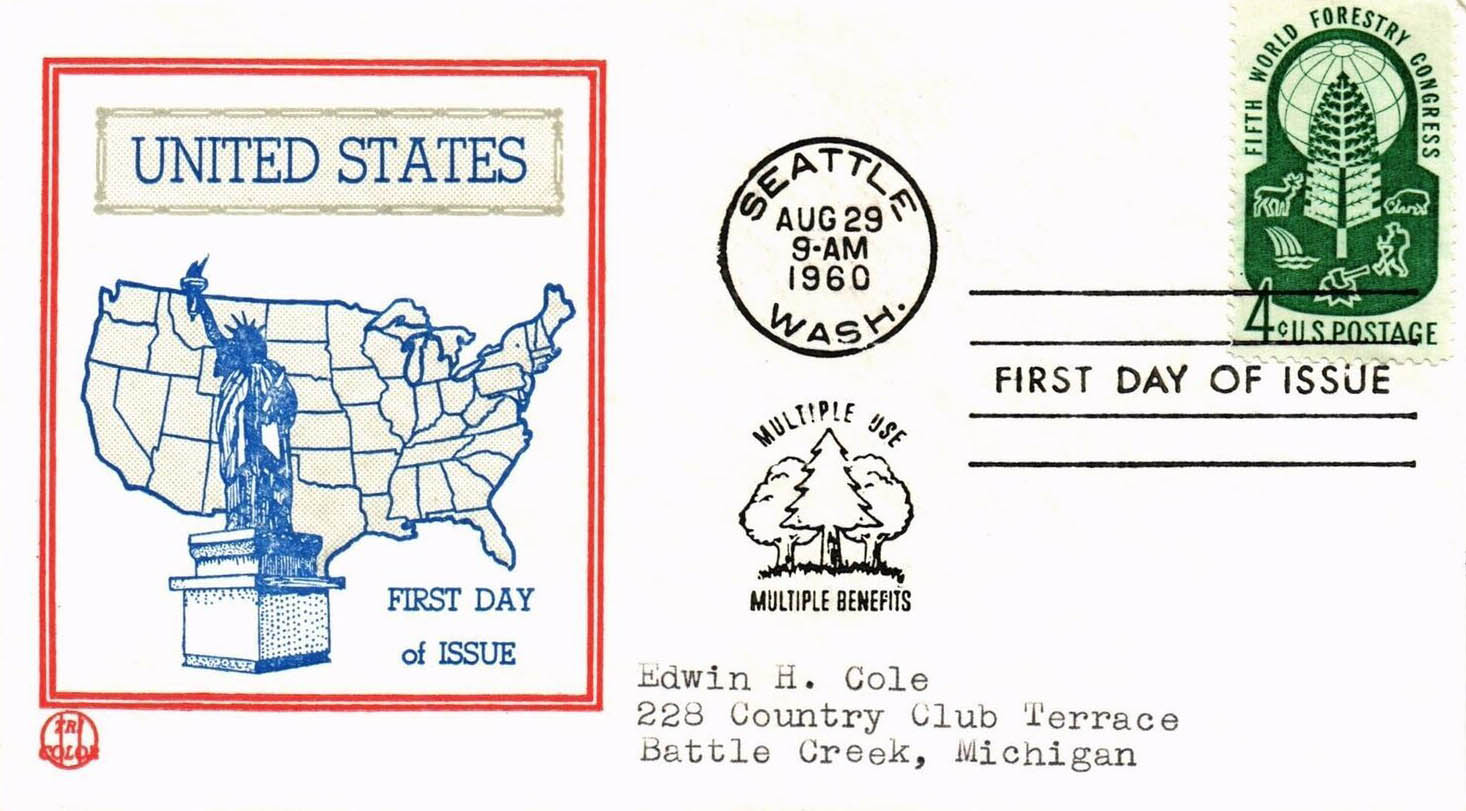 UNITED STATES
FIRST DAY
of ISSUE
TRI
COLOR
SEATTLE
AUG 29
9-AM
1960
WASH.
MULTIPLE USE
MULTIPLE BENEFITS
FIFTH WORLD FORESTRY CONGRESS
4¢ U.S. POSTAGE
FIRST DAY OF ISSUE
Edwin H. Cole
228 Country Club Terrace
Battle Creek, Michigan